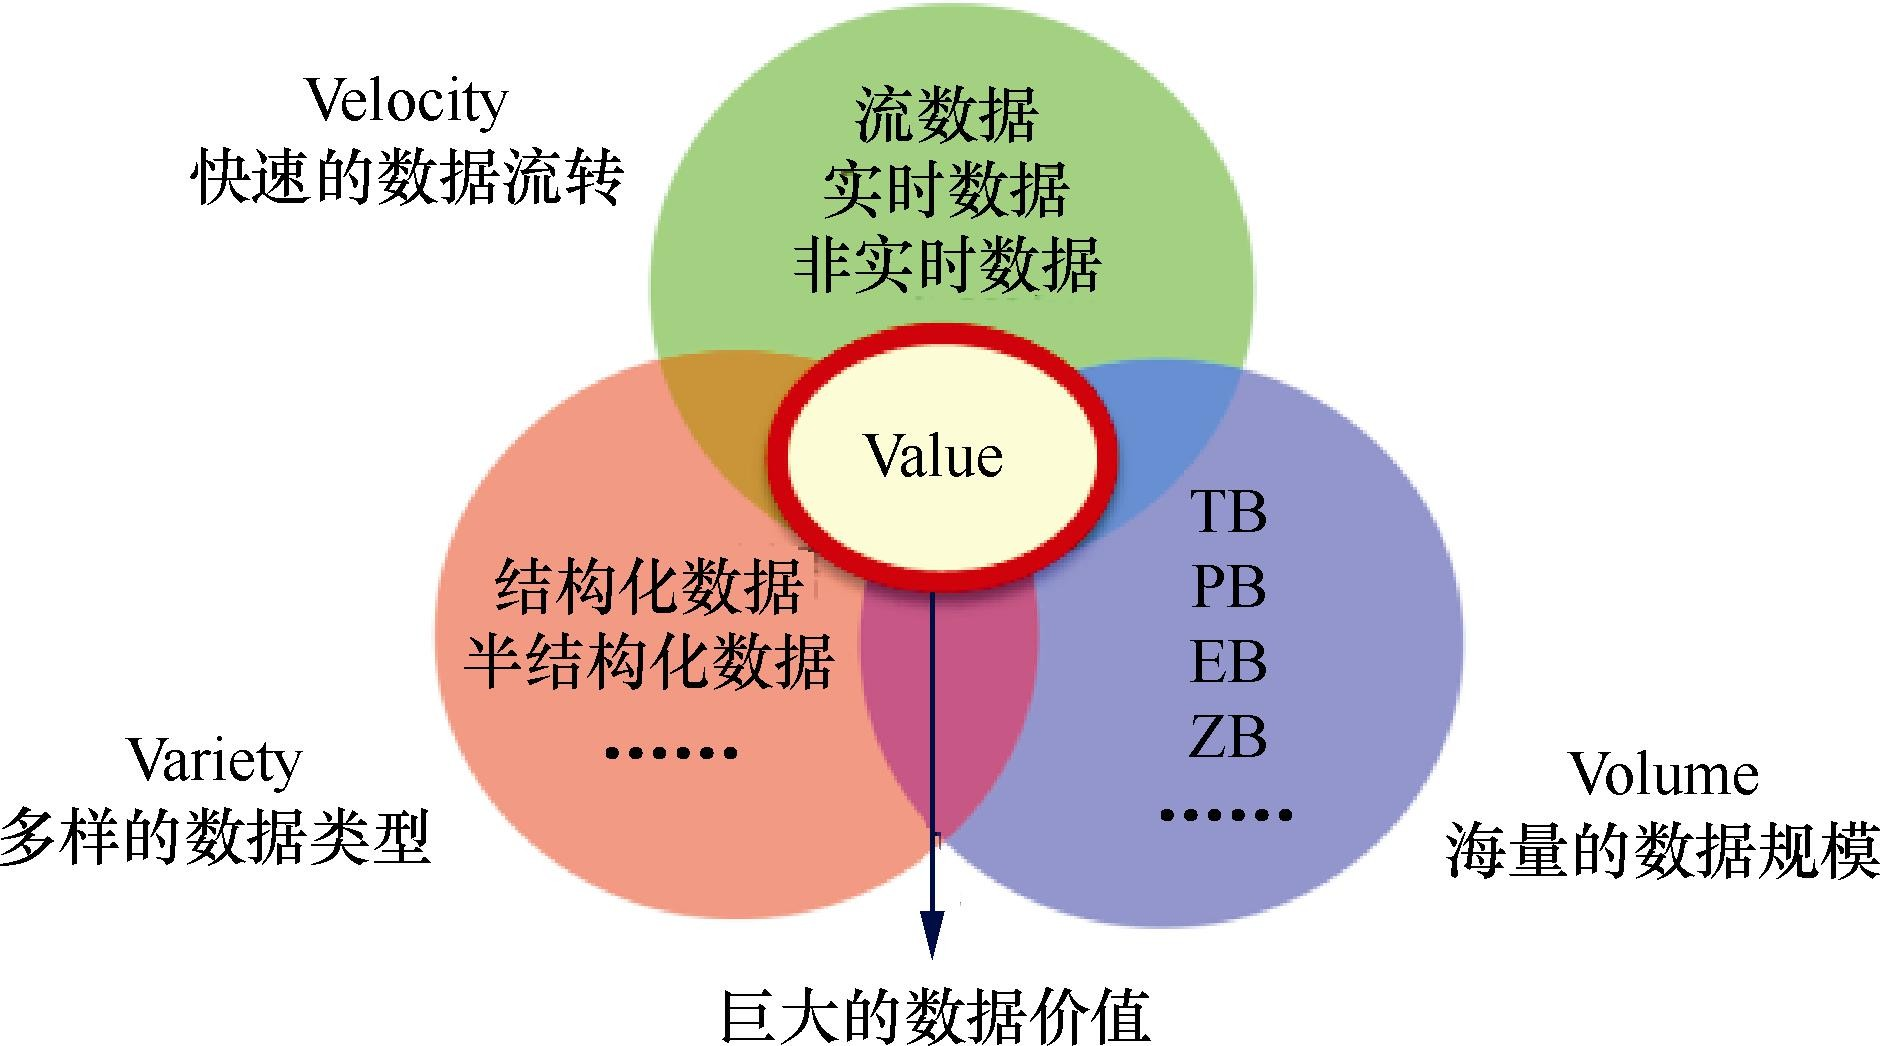 Velocity
快速的数据流转
流数据
实时数据
非实时数据
Value
结构化数据
半结构化数据
……
TB
PB
EB
ZB
……
Variety
多样的数据类型
Volume
海量的数据规模
巨大的数据价值